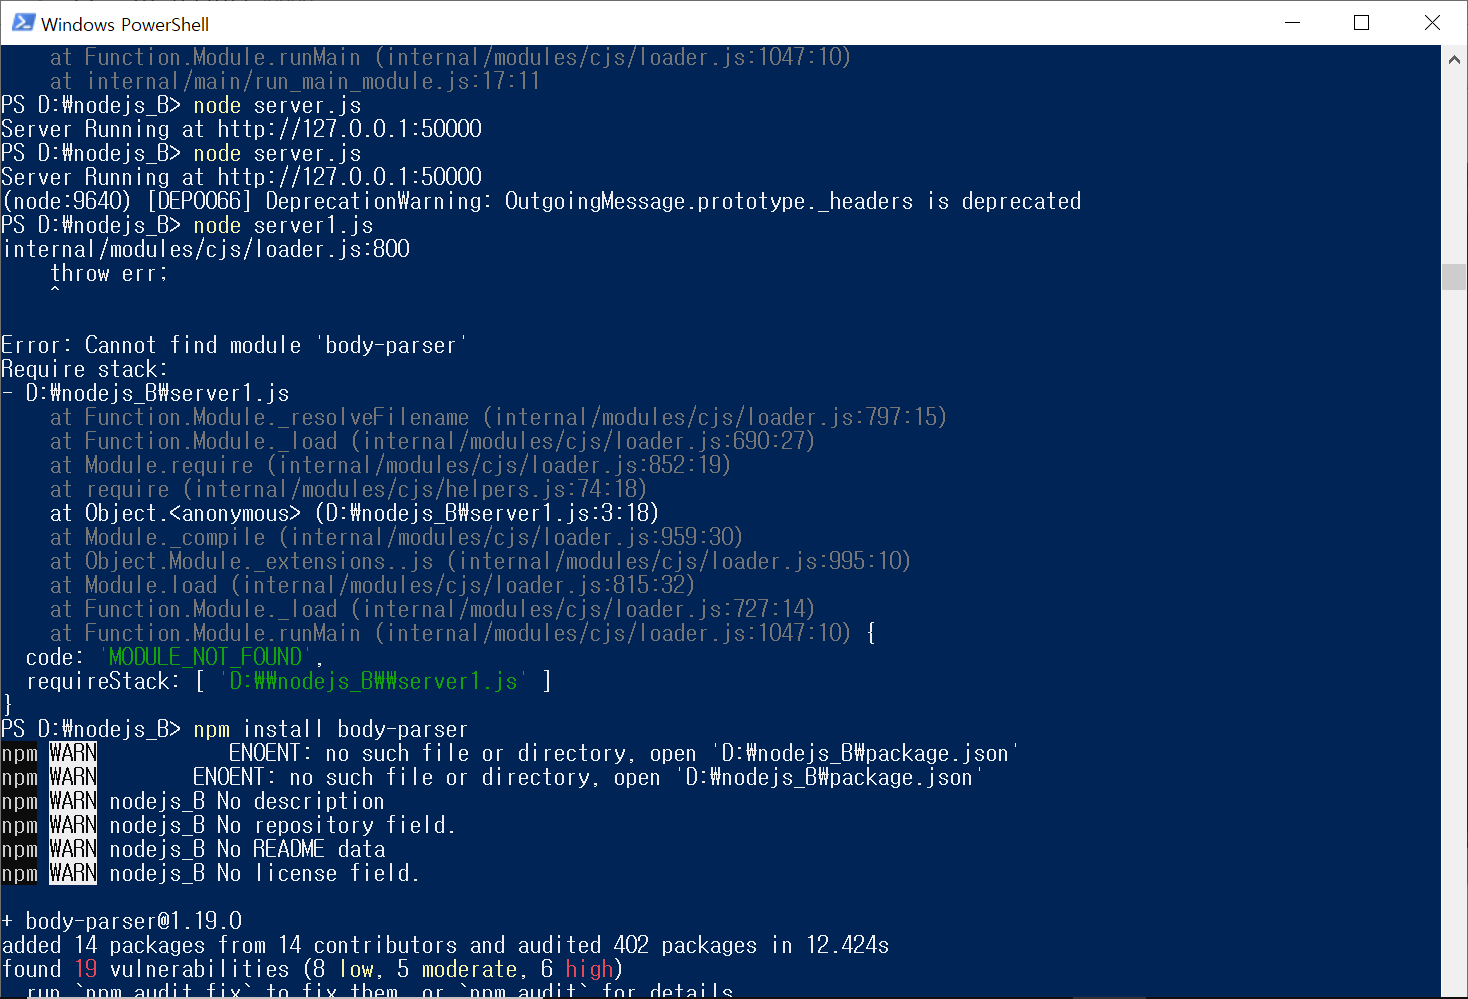 Windows PowerShell
    at Function.Module.runMain (internal/modules/cjs/loader.js:1047:10)
    at internal/main/run_main_module.js:17:11
PS D:₩nodejs_B> node server.js
Server Running at http://127.0.0.1:50000
PS D:₩nodejs_B> node server.js
Server Running at http://127.0.0.1:50000
(node:9640) [DEP0066] DeprecationWarning: OutgoingMessage.prototype._headers is deprecated
PS D:₩nodejs_B> node server1.js
internal/modules/cjs/loader.js:800
    throw err;
    ^

Error: Cannot find module 'body-parser'
Require stack:
- D:₩nodejs_B₩server1.js
    at Function.Module._resolveFilename (internal/modules/cjs/loader.js:797:15)
    at Function.Module._load (internal/modules/cjs/loader.js:690:27)
    at Module.require (internal/modules/cjs/loader.js:852:19)
    at require (internal/modules/cjs/helpers.js:74:18)
    at Object.<anonymous> (D:₩nodejs_B₩server1.js:3:18)
    at Module._compile (internal/modules/cjs/loader.js:959:30)
    at Object.Module._extensions..js (internal/modules/cjs/loader.js:995:10)
    at Module.load (internal/modules/cjs/loader.js:815:32)
    at Function.Module._load (internal/modules/cjs/loader.js:727:14)
    at Function.Module.runMain (internal/modules/cjs/loader.js:1047:10) {
  code: 'MODULE_NOT_FOUND',
  requireStack: [ 'D:₩₩nodejs_B₩₩server1.js' ]
}
PS D:₩nodejs_B> npm install body-parser
npm WARN           ENOENT: no such file or directory, open 'D:₩nodejs_B₩package.json'
npm WARN        ENOENT: no such file or directory, open 'D:₩nodejs_B₩package.json'
npm WARN nodejs_B No description
npm WARN nodejs_B No repository field.
npm WARN nodejs_B No README data
npm WARN nodejs_B No license field.

+ body-parser@1.19.0
added 14 packages from 14 contributors and audited 402 packages in 12.424s
found 19 vulnerabilities (8 low, 5 moderate, 6 high)
  run `npm audit fix` to fix them, or `npm audit` for details